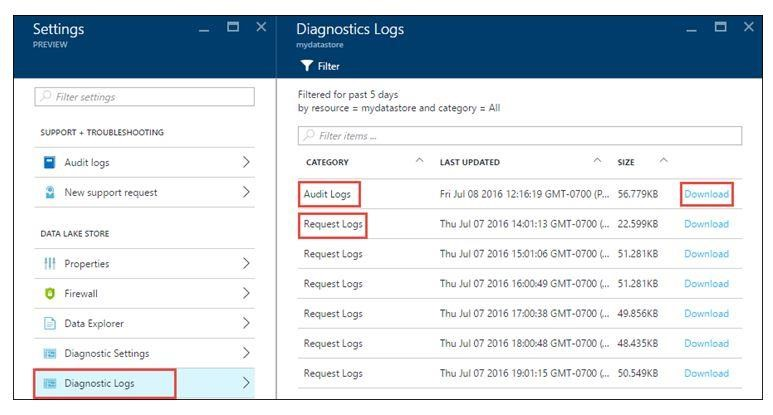 Settings
PREVIEW
Filter settings
SUPPORT + TROUBLESHOOTING
Audit logs
New support request
DATA LAKE STORE
Properties
Firewall
Data Explorer
Diagnostic Settings
Diagnostic Logs
Diagnostics Logs
mydatastore
Filter
Filtered for past 5 days
by resource = mydatastore and category = All
Filter items ...
CATEGORY LAST UPDATED SIZE
Audit Logs Fri Jul 08 2016 12:16:19 GMT-0700 (P... 56.779KB Download
Request Logs Thu Jul 07 2016 14:01:13 GMT-0700 (... 22.599KB Download
Request Logs Thu Jul 07 2016 15:01:06 GMT-0700 (... 51.281KB Download
Request Logs Thu Jul 07 2016 16:00:49 GMT-0700 (... 51.281KB Download
Request Logs Thu Jul 07 2016 17:00:38 GMT-0700 (... 49.856KB Download
Request Logs Thu Jul 07 2016 18:00:48 GMT-0700 (... 48.435KB Download
Request Logs Thu Jul 07 2016 19:01:15 GMT-0700 (... 50.549KB Download